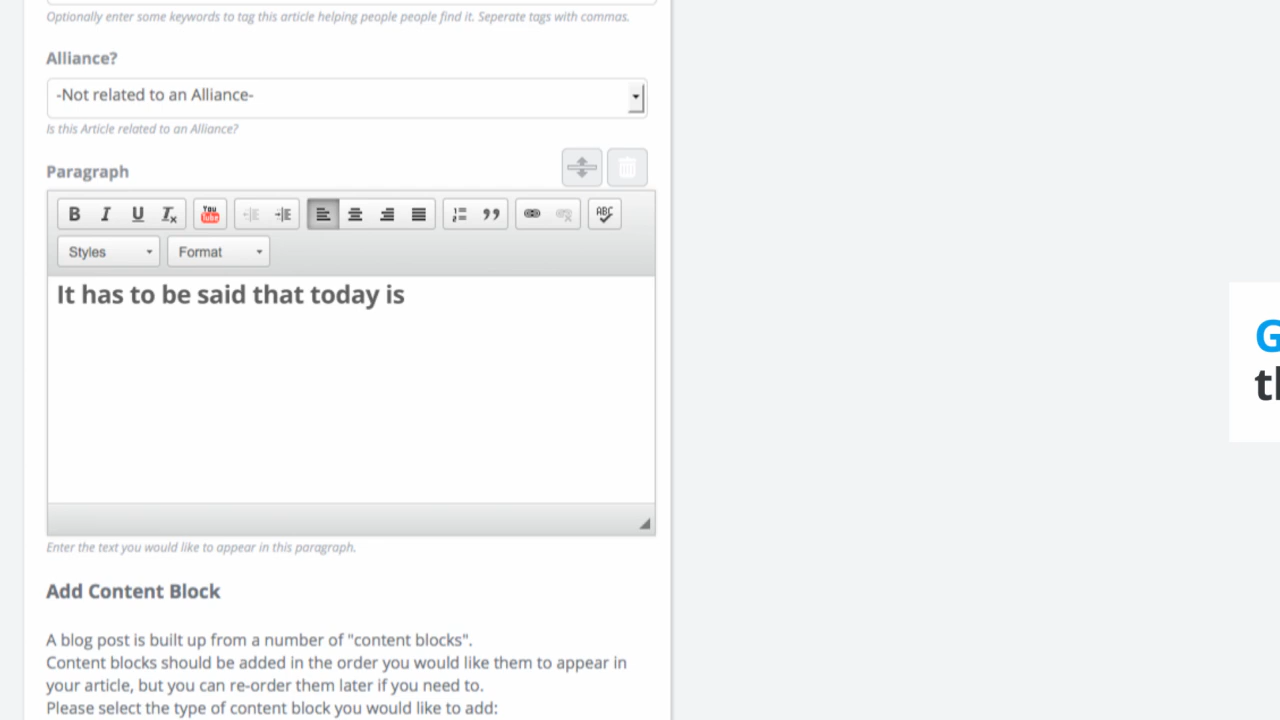 Optionally enter some keywords to tag this article helping people people find it. Seperate tags with commas.
Alliance?
-Not related to an Alliance-
Is this Article related to an Alliance?
Paragraph
B I U Tx You Tube ABC
Styles Format
It has to be said that today is
Enter the text you would like to appear in this paragraph.
Add Content Block
A blog post is built up from a number of "content blocks".
Content blocks should be added in the order you would like them to appear in
your article, but you can re-order them later if you need to.
Please select the type of content block you would like to add: